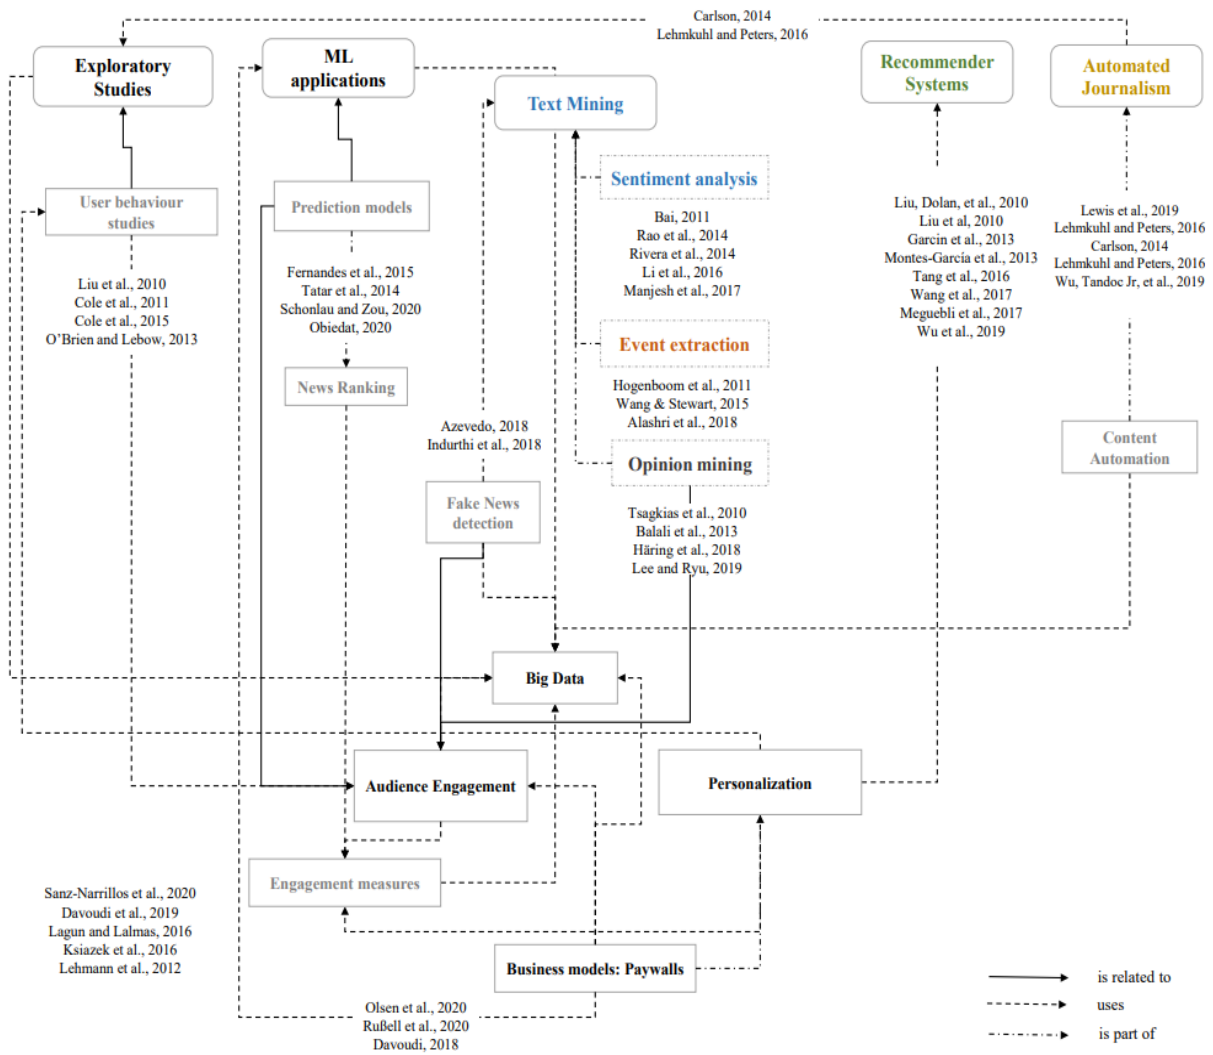 Carlson, 2014
Lehmkuhl and Peters, 2016
Exploratory
Studies
ML
applications
Text Mining
Recommender
Systems
Automated
Journalism
User behaviour
studies
Prediction models
Sentiment analysis
Liu et al., 2010
Cole et al., 2011
Cole et al., 2015
O’Brien and Lebow, 2013
Fernandes et al., 2015
Tatar et al., 2014
Schonlau and Zou, 2020
Obiedat, 2020
Bai, 2011
Rao et al., 2014
Rivera et al., 2014
Li et al., 2016
Manjesh et al., 2017
Liu, Dolan, et al., 2010
Liu et al, 2010
Garcin et al., 2013
Montes-García et al., 2013
Tang et al., 2016
Wang et al., 2017
Meguebli et al., 2017
Wu et al., 2019
Lewis et al., 2019
Lehmkuhl and Peters, 2016
Carlson, 2014
Lehmkuhl and Peters, 2016
Wu, Tandoc Jr, et al., 2019
News Ranking
Event extraction
Hogenboom et al., 2011
Wang & Stewart, 2015
Alashri et al., 2018
Azevedo, 2018
Indurthi et al., 2018
Opinion mining
Content
Automation
Fake News
detection
Tsagkias et al., 2010
Balali et al., 2013
Häring et al., 2018
Lee and Ryu, 2019
Big Data
Audience Engagement
Personalization
Engagement measures
Sanz-Narrillos et al., 2020
Davoudi et al., 2019
Lagun and Lalmas, 2016
Ksiazek et al., 2016
Lehmann et al., 2012
Business models: Paywalls
Olsen et al., 2020
Rußell et al., 2020
Davoudi, 2018
is related to
uses
is part of